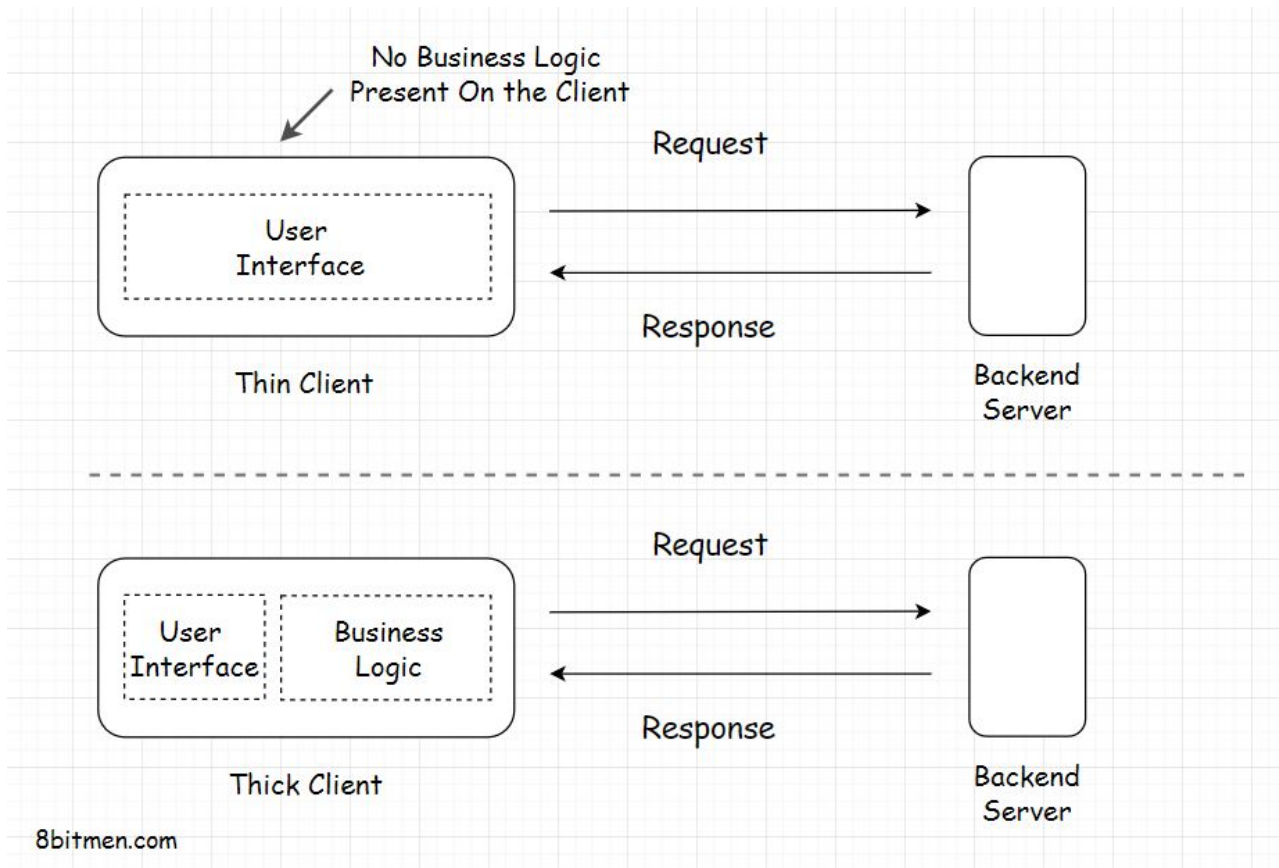 No Business Logic
Present On the Client
Request
User
Interface
Response
Thin Client
Backend
Server
Request
User
Interface
Business
Logic
Response
Thick Client
Backend
Server
8bitmen.com